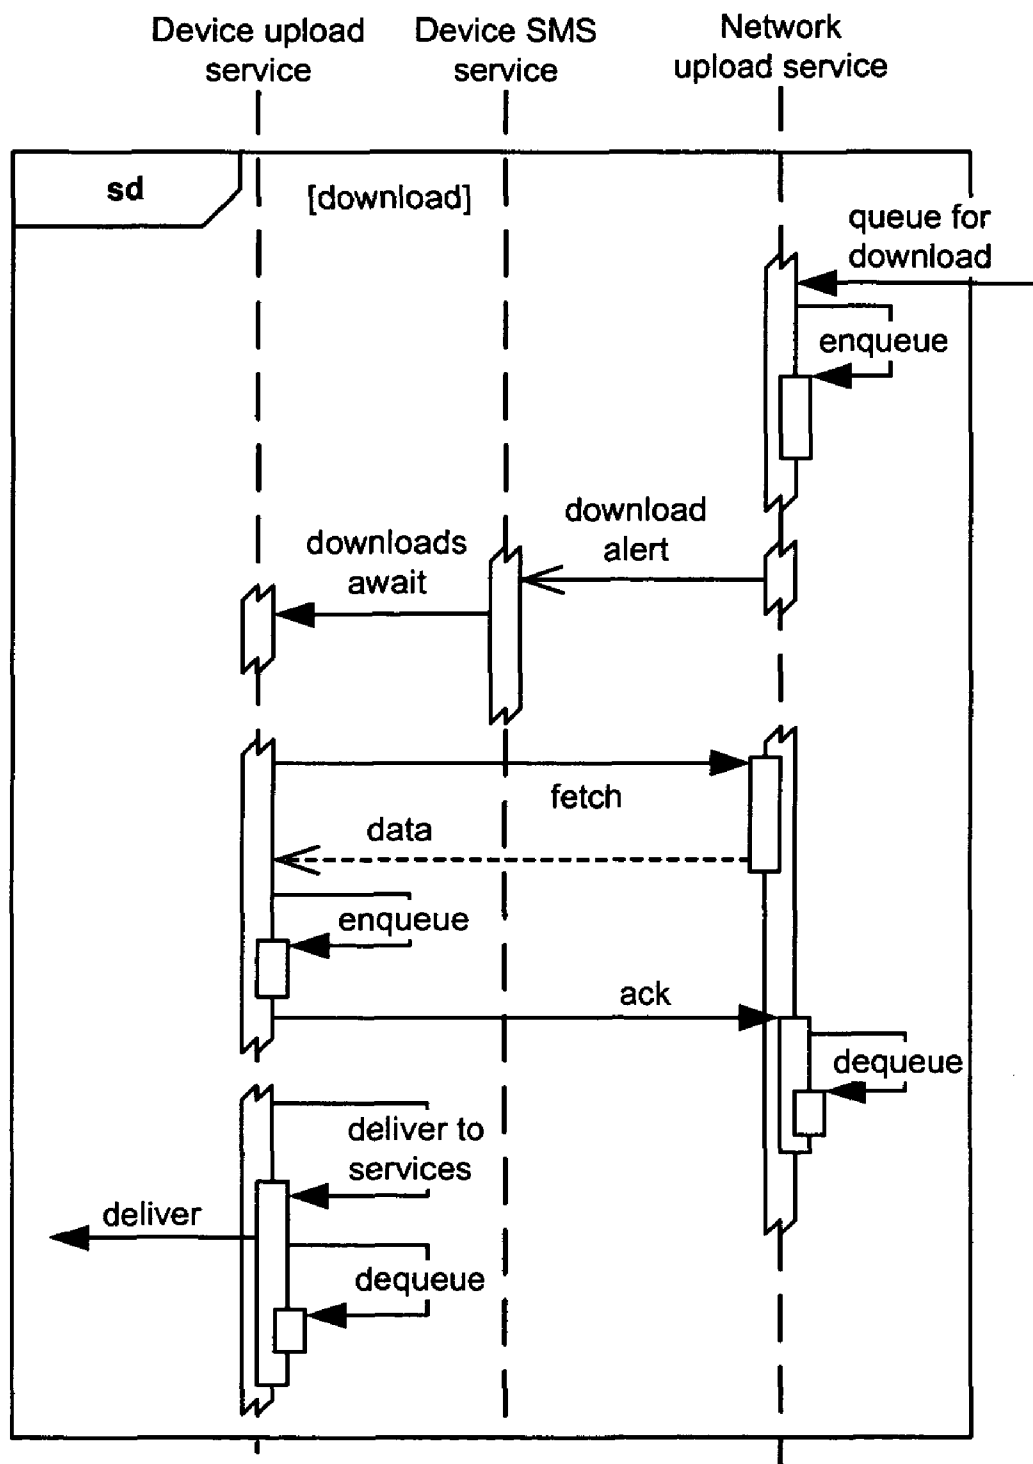 Device upload
service
Device SMS
service
Network
upload service
sd
[download]
queue for
download
enqueue
download
alert
downloads
await
fetch
data
enqueue
ack
dequeue
deliver to
services
deliver
dequeue